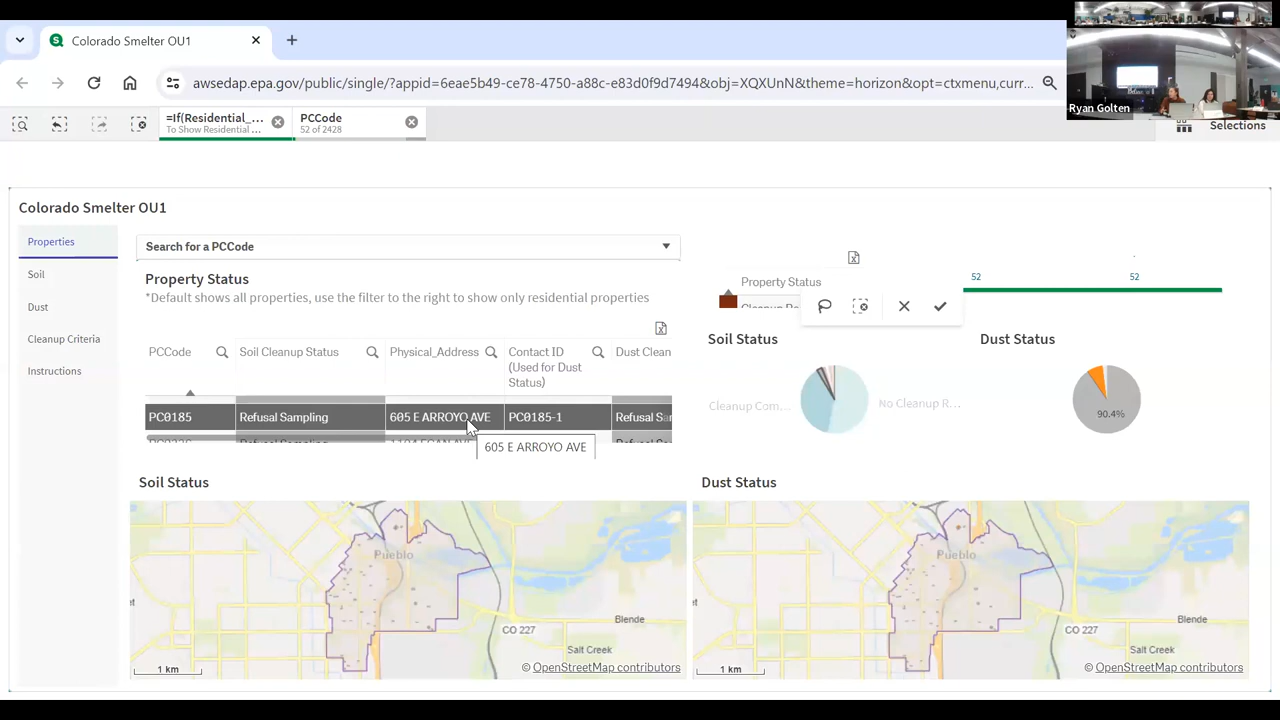 Colorado Smelter OU1
awsedap.epa.gov/public/single/?appid=6eae5b49-ce78-4750-a88c-e83d0f9d7494&obj=XQXUnN&theme=horizon&opt=ctxmenu,curr...
Ryan Golten
=If(Residential_...
To Show Residential ...
PCCode
52 of 2428
Selections
Colorado Smelter OU1
Properties
Soil
Dust
Cleanup Criteria
Instructions
Search for a PCCode
Property Status
*Default shows all properties, use the filter to the right to show only residential properties
PCCode
Soil Cleanup Status
Physical_Address
Contact ID
(Used for Dust
Status)
Dust Clean
PC0185
Refusal Sampling
605 E ARROYO AVE
PC0185-1
Refusal Sar
605 E ARROYO AVE
Property Status
52
52
Soil Status
Cleanup Com...
No Cleanup R...
Dust Status
90.4%
Soil Status
Pueblo
CO 227
Blende
Salt Creek
1 km
© OpenStreetMap contributors
Dust Status
Pueblo
CO 227
Blende
Salt Creek
1 km
© OpenStreetMap contributors